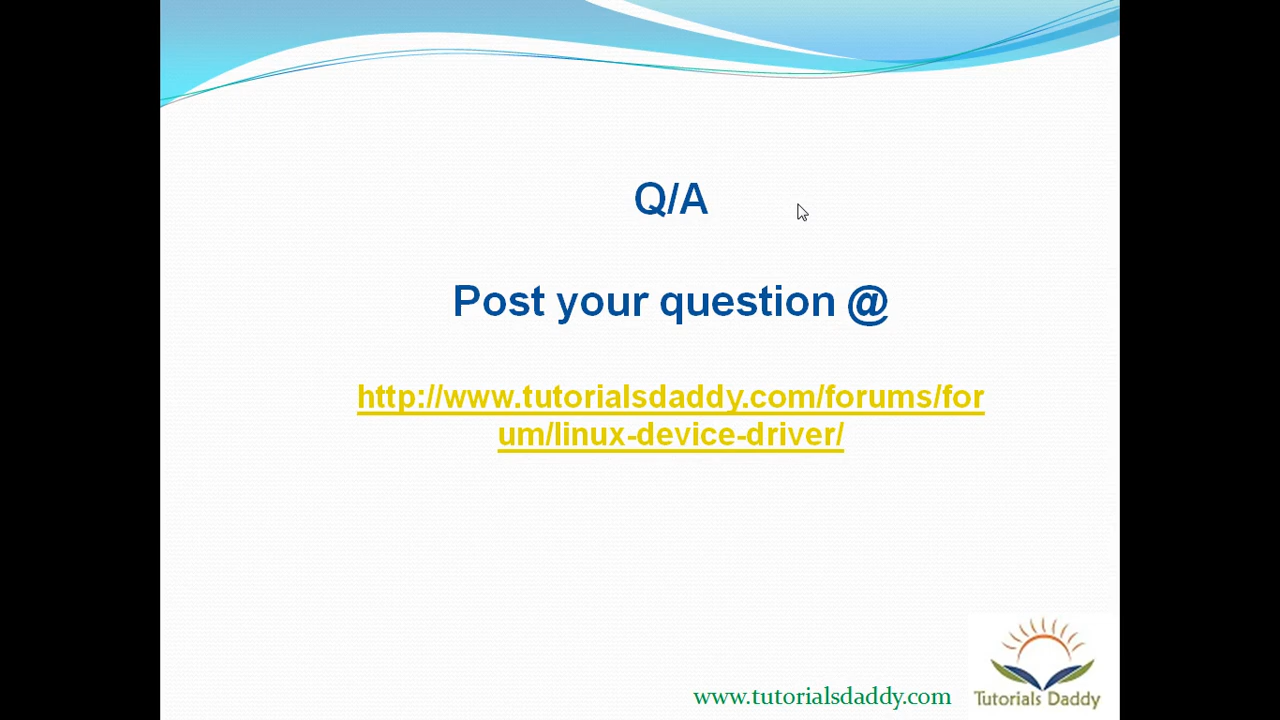 Q/A
Post your question @
http://www.tutorialsdaddy.com/forums/for
um/linux-device-driver/
www.tutorialsdaddy.com
Tutorials Daddy